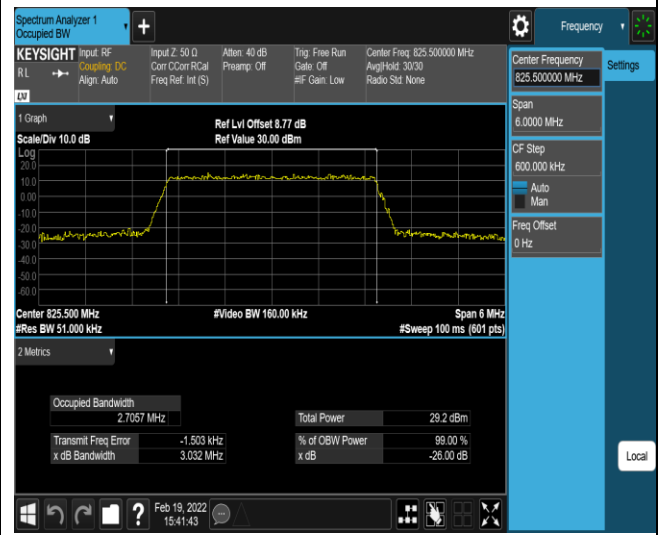 Spectrum Analyzer 1
Occupied BW
+
Frequency
KEYSIGHT
R L
Input: RF
Coupling: DC
Align: Auto
Input Z: 50 Ω
Corr CCorr RCal
Freq Ref: Int (S)
Atten: 40 dB
Preamp: Off
Trig: Free Run
Gate: Off
#IF Gain: Low
Center Freq: 825.500000 MHz
Avg|Hold: 30/30
Radio Std: None
LXI
Center Frequency
825.500000 MHz
Settings
Span
6.0000 MHz
CF Step
600.000 kHz
Auto
Man
Freq Offset
0 Hz
1 Graph
Scale/Div 10.0 dB
Ref Lvl Offset 8.77 dB
Ref Value 30.00 dBm
Log
20.0
10.0
0.00
-10.0
-20.0
-30.0
-40.0
-50.0
-60.0
Center 825.500 MHz
#Res BW 51.000 kHz
#Video BW 160.00 kHz
Span 6 MHz
#Sweep 100 ms (601 pts)
2 Metrics
Occupied Bandwidth
2.7057 MHz
Total Power 29.2 dBm
Transmit Freq Error -1.503 kHz
% of OBW Power 99.00 %
x dB Bandwidth 3.032 MHz
x dB -26.00 dB
Local
?
Feb 19, 2022
15:41:43